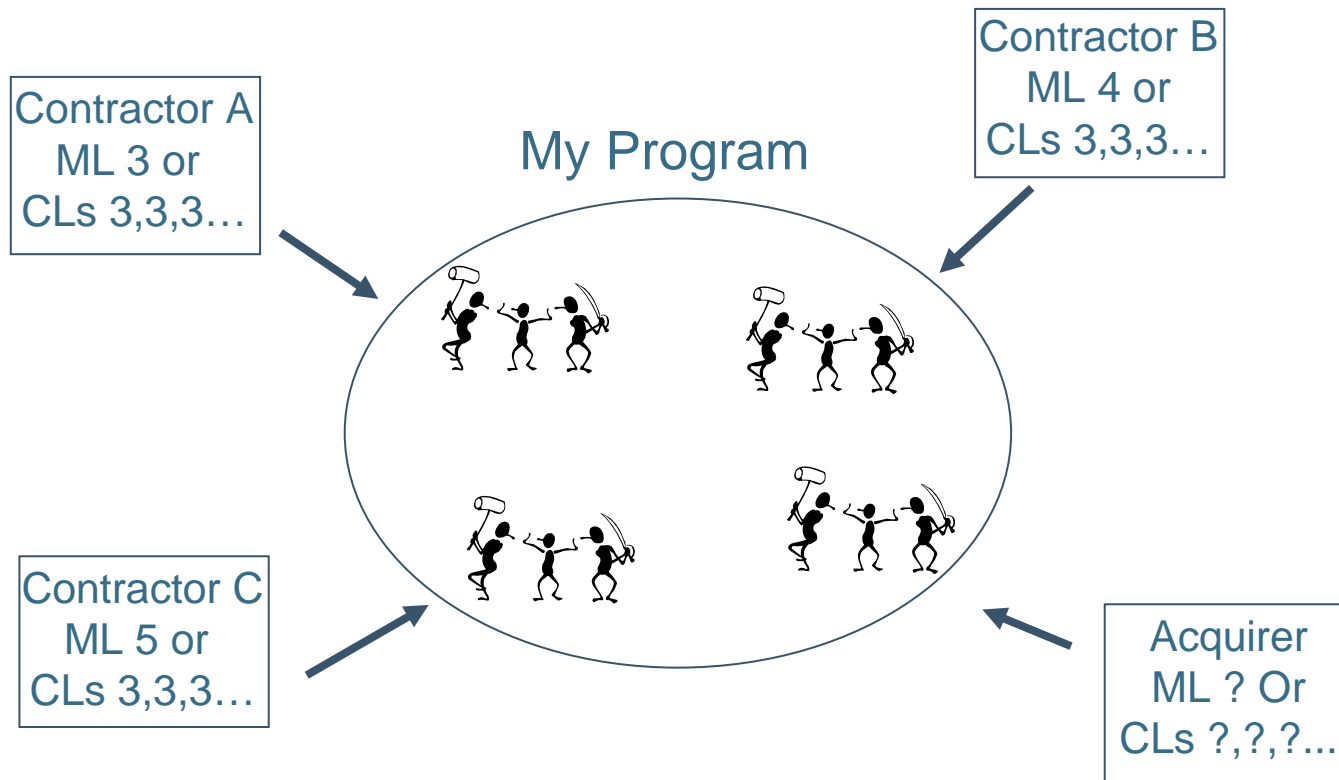 Contractor B
ML 4 or
CLs 3,3,3…
Contractor A
ML 3 or
CLs 3,3,3…
My Program
Contractor C
ML 5 or
CLs 3,3,3…
Acquirer
ML ? Or
CLs ?,?,?...